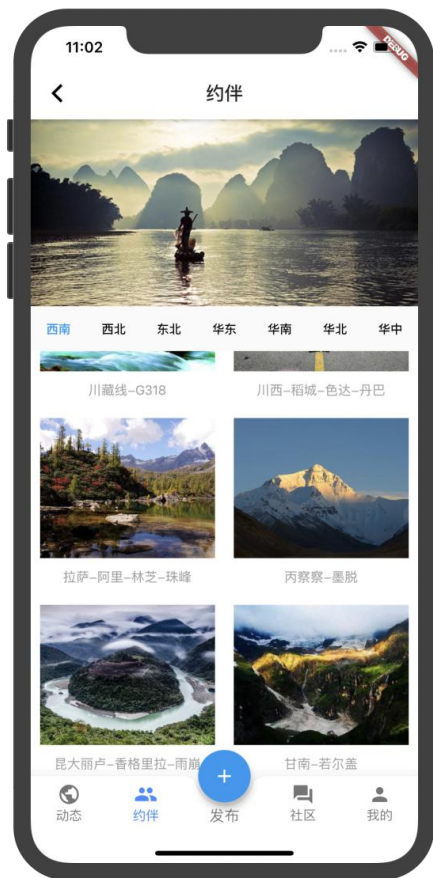 11:02
DEBUG
约伴
西南 西北 东北 华东 华南 华北 华中
川藏线–G318 川西–稻城–色达–丹巴
拉萨–阿里–林芝–珠峰 丙察察–墨脱
昆大丽卢–香格里拉–雨崩 甘南–若尔盖
动态 约伴 发布 社区 我的